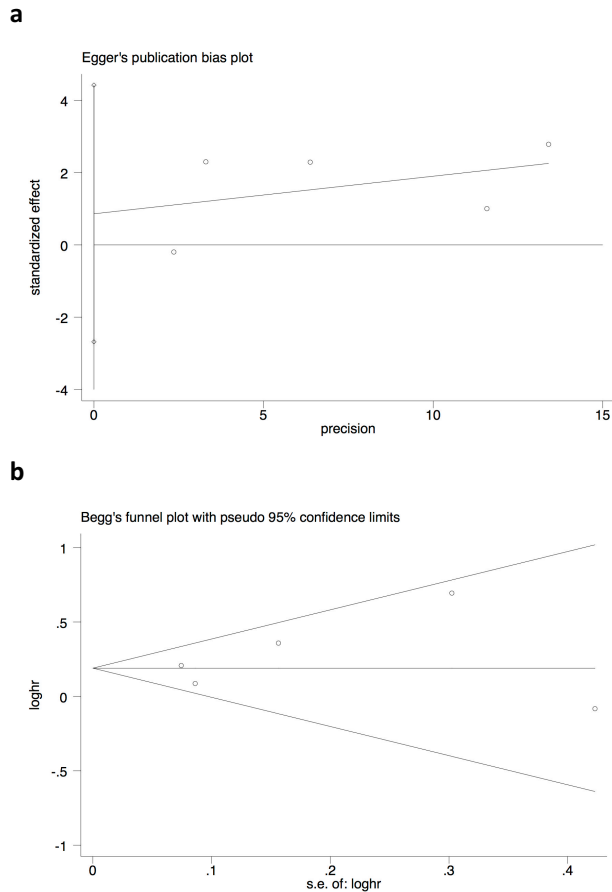 a
Egger's publication bias plot
4
2
0
-2
-4
standardized effect
0
5
10
15
precision
b
Begg's funnel plot with pseudo 95% confidence limits
1
.5
0
-.5
-1
loghr
0
.1
.2
.3
.4
s.e. of: loghr